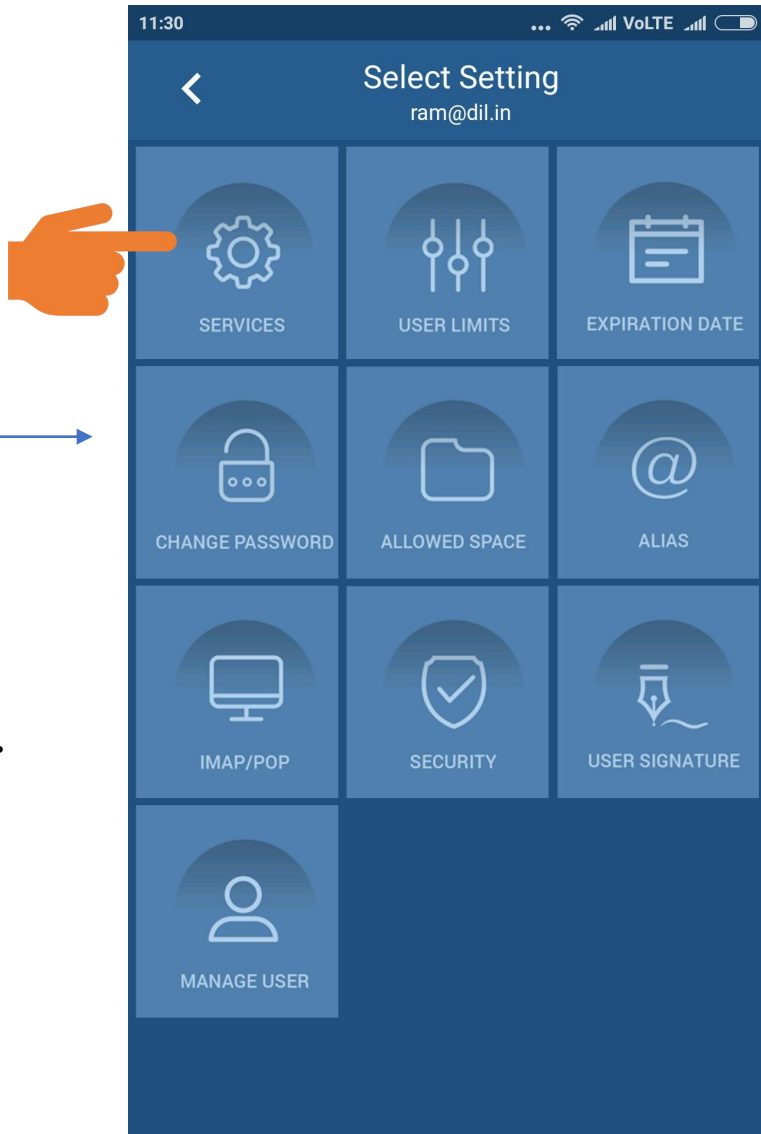 11:30
... VoLTE
Select Setting
ram@dil.in
SERVICES
USER LIMITS
EXPIRATION DATE
CHANGE PASSWORD
ALLOWED SPACE
ALIAS
IMAP/POP
SECURITY
USER SIGNATURE
MANAGE USER